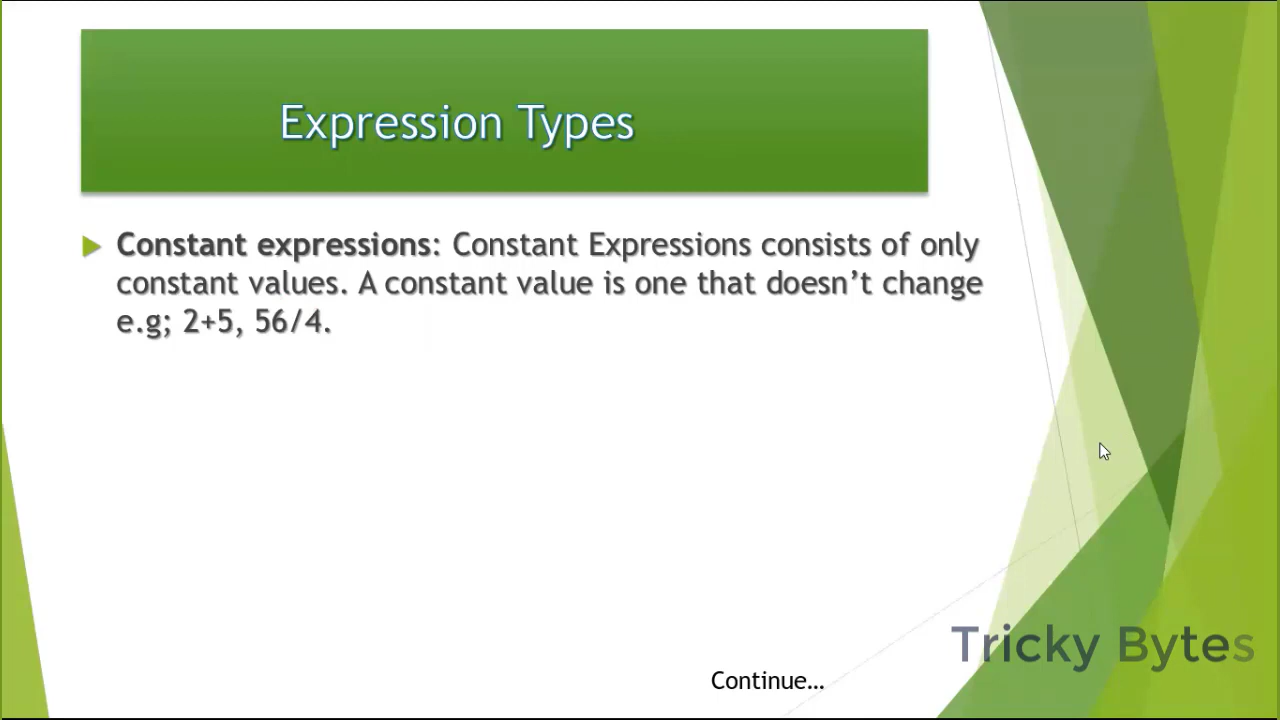 Expression Types
Constant expressions: Constant Expressions consists of only
constant values. A constant value is one that doesn’t change
e.g; 2+5, 56/4.
Tricky Bytes
Continue…